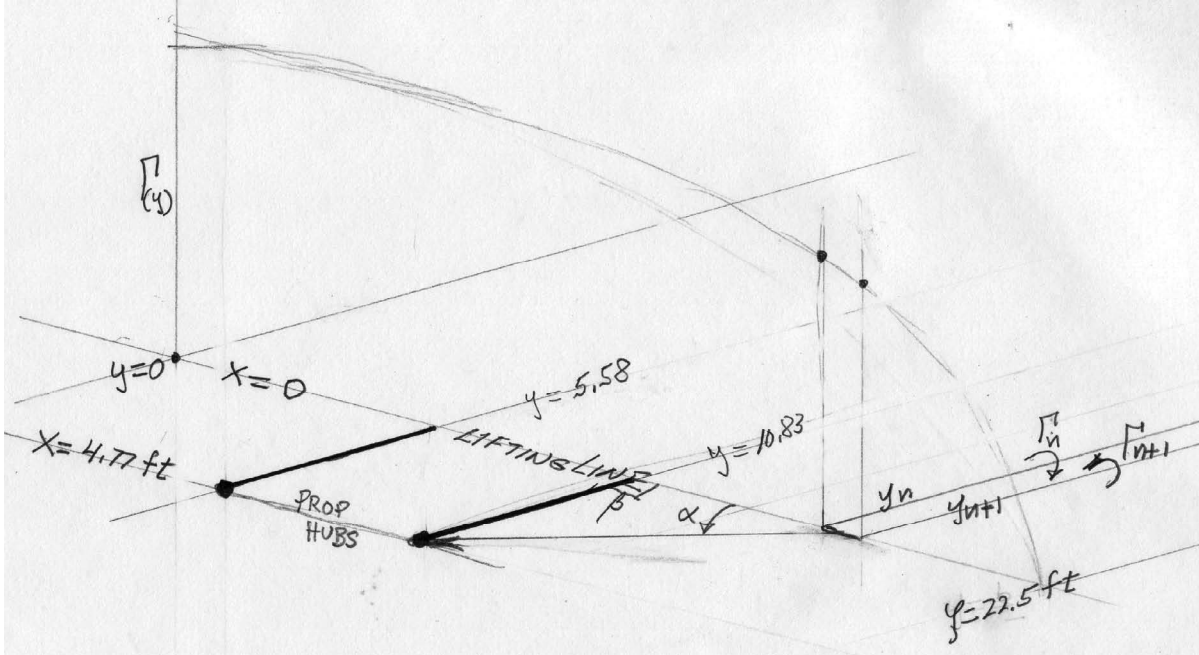 Γ(y)
y=0
X=0
y=5.58
LIFTING LINE
X=4.77 ft
y=10.83
β
PROP
HUBS
α
yn
yn+1
Γn
Γn+1
y=22.5 ft